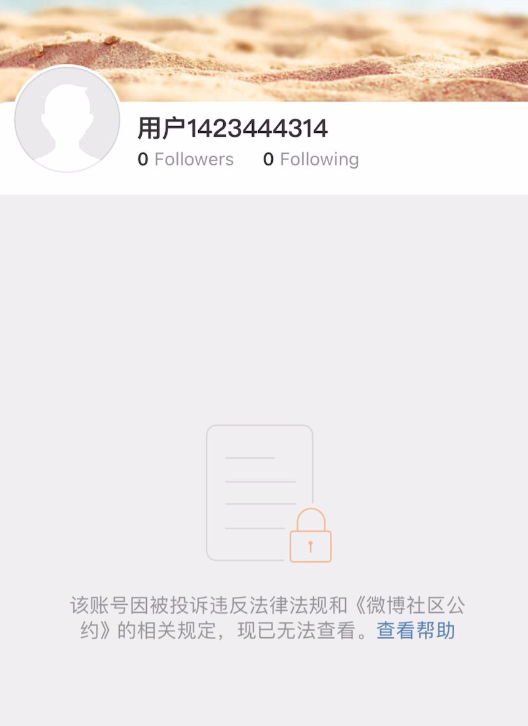 用户1423444314
0 Followers 0 Following
该账号因被投诉违反法律法规和《微博社区公
约》的相关规定，现已无法查看。查看帮助